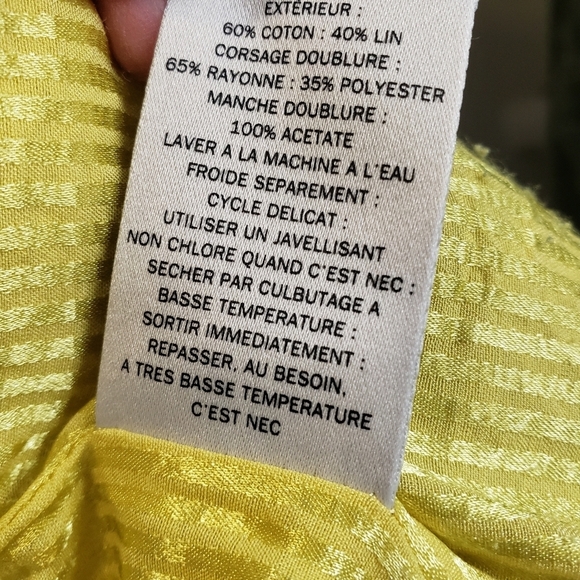 EXTÉRIEUR :
60% COTON : 40% LIN
CORSAGE DOUBLURE :
65% RAYONNE : 35% POLYESTER
MANCHE DOUBLURE :
100% ACETATE
LAVER A LA MACHINE A L'EAU
FROIDE SEPAREMENT :
CYCLE DELICAT :
UTILISER UN JAVELLISANT
NON CHLORE QUAND C'EST NEC :
SECHER PAR CULBUTAGE A
BASSE TEMPERATURE :
SORTIR IMMEDIATEMENT :
REPASSER, AU BESOIN,
A TRES BASSE TEMPERATURE
C'EST NEC